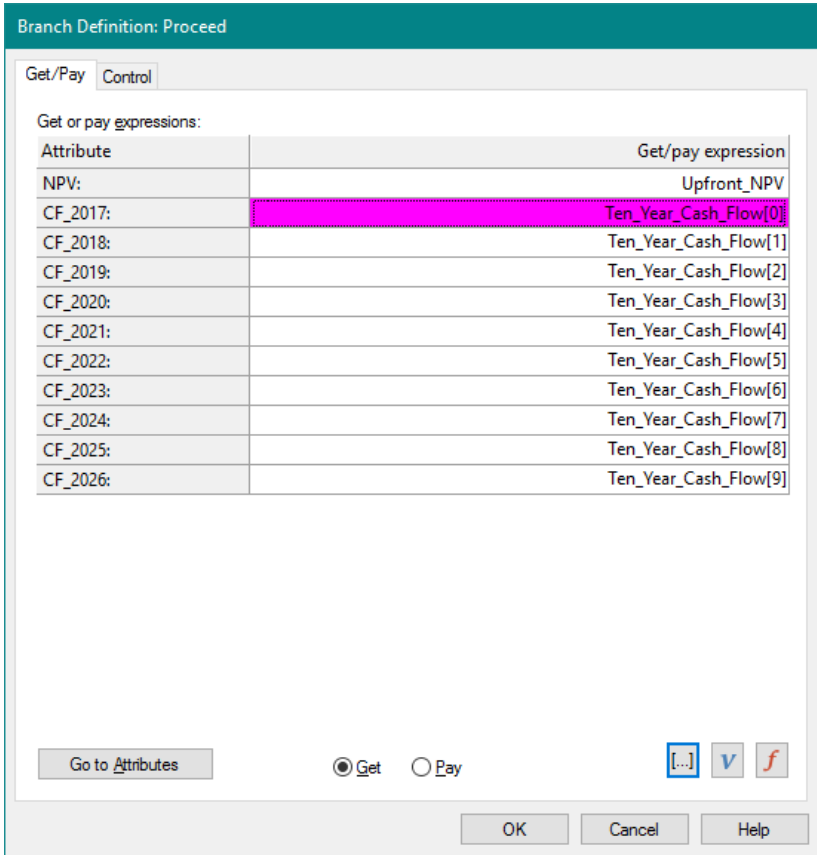 Branch Definition: Proceed
Get/Pay Control
Get or pay expressions:
Attribute Get/pay expression
NPV: Upfront_NPV
CF_2017: Ten_Year_Cash_Flow[0]
CF_2018: Ten_Year_Cash_Flow[1]
CF_2019: Ten_Year_Cash_Flow[2]
CF_2020: Ten_Year_Cash_Flow[3]
CF_2021: Ten_Year_Cash_Flow[4]
CF_2022: Ten_Year_Cash_Flow[5]
CF_2023: Ten_Year_Cash_Flow[6]
CF_2024: Ten_Year_Cash_Flow[7]
CF_2025: Ten_Year_Cash_Flow[8]
CF_2026: Ten_Year_Cash_Flow[9]
Go to Attributes Get Pay [...] V f
OK Cancel Help